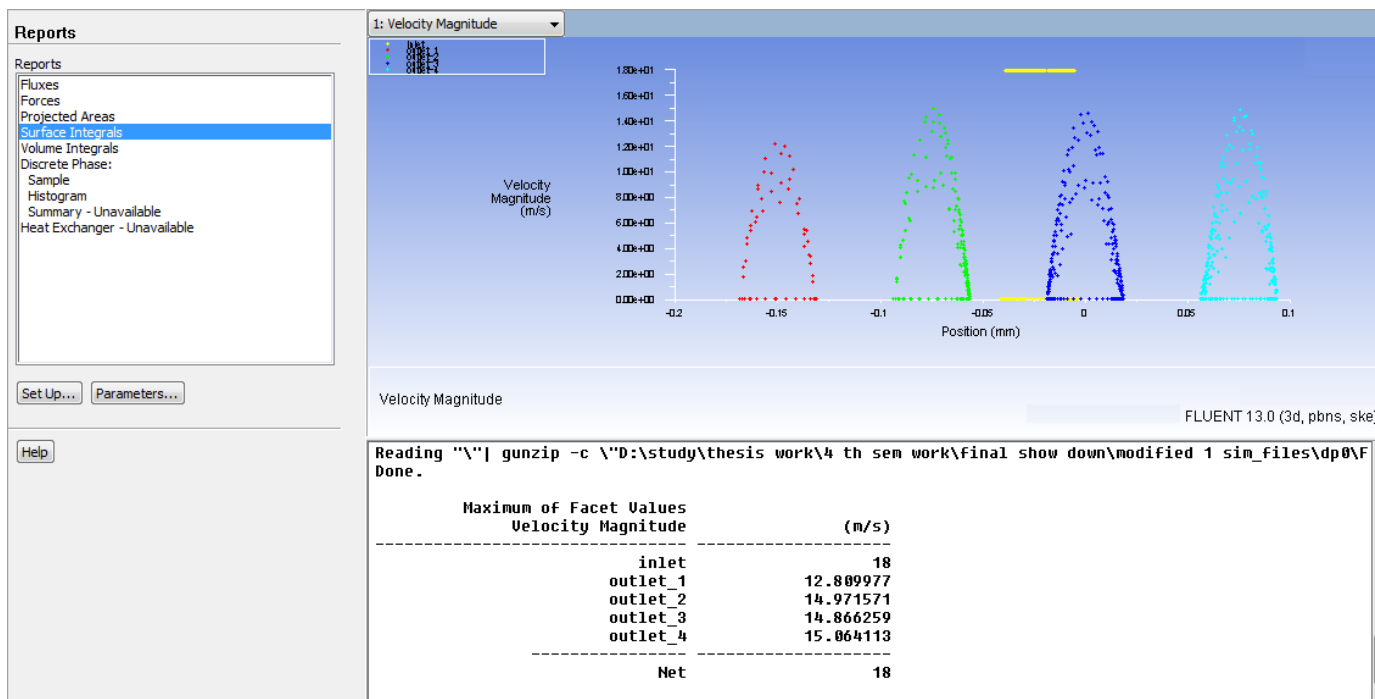 Reports
Reports
Fluxes
Forces
Projected Areas
Surface Integrals
Volume Integrals
Discrete Phase:
Sample
Histogram
Summary - Unavailable
Heat Exchanger - Unavailable
Set Up...
Parameters...
Help
1: Velocity Magnitude
inlet
outlet_1
outlet_2
outlet_3
outlet_4
1.80e+01
1.60e+01
1.40e+01
1.20e+01
1.00e+01
8.00e+00
6.00e+00
4.00e+00
2.00e+00
0.00e+00
Velocity
Magnitude
(m/s)
-0.2 -0.15 -0.1 -0.05 0 0.05 0.1
Position (mm)
Velocity Magnitude
FLUENT 13.0 (3d, pbns, ske)
Reading "\"| gunzip -c \"D:\study\thesis work\4 th sem work\final show down\modified 1 sim_files\dp0\F
Done.
Maximum of Facet Values
Velocity Magnitude (m/s)
-------------------------------- --------------------
inlet 18
outlet_1 12.809977
outlet_2 14.971571
outlet_3 14.866259
outlet_4 15.064113
---------------- --------------------
Net 18